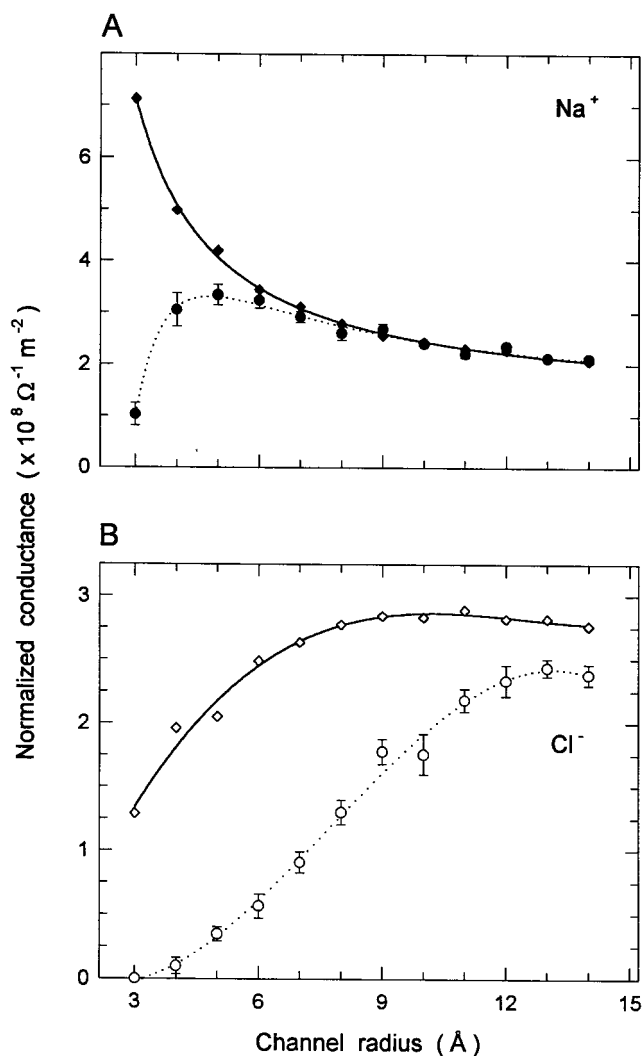 A
Na⁺
6
4
2
0
B
3
2
1
0
Cl⁻
Normalized conductance ( x 10⁸ Ω⁻¹ m⁻² )
3 6 9 12 15
Channel radius (Å)